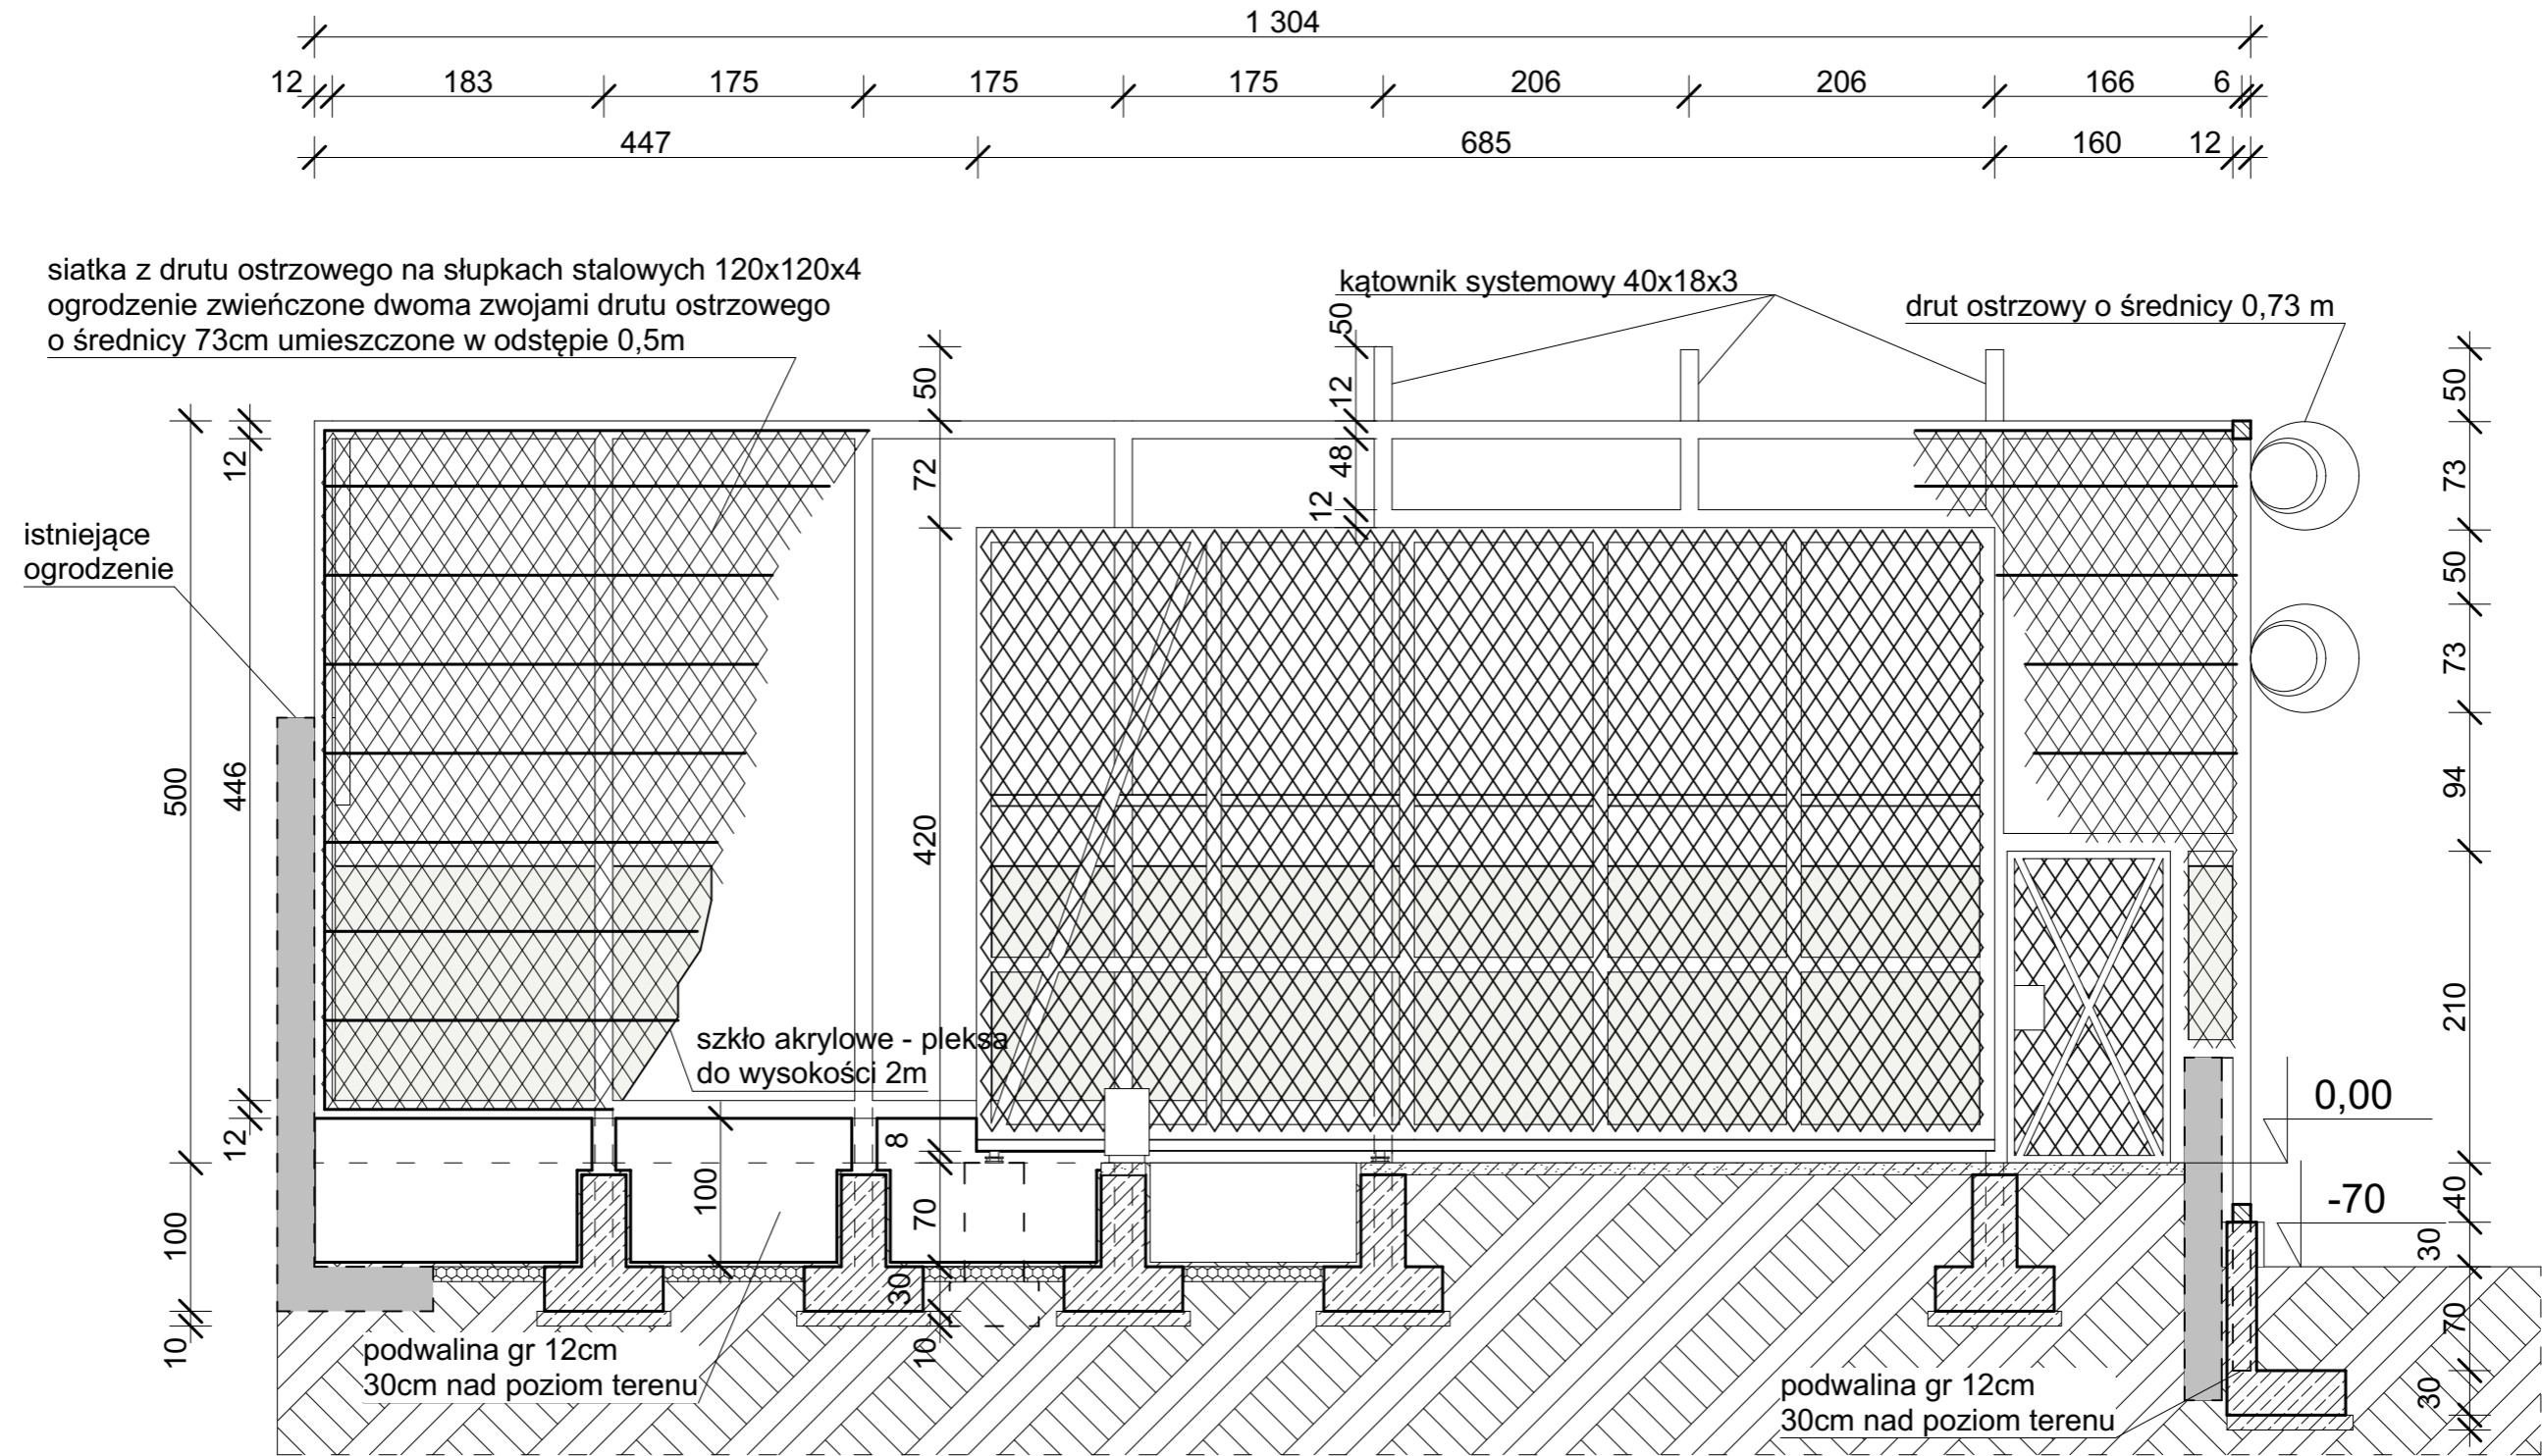 1 304
12 183 175 175 175 206 206 166 6
447 685 160 12
siatka z drutu ostrzowego na słupkach stalowych 120x120x4
ogrodzenie zwieńczone dwoma zwojami drutu ostrzowego
o średnicy 73cm umieszczone w odstępie 0,5m
kątownik systemowy 40x18x3
drut ostrzowy o średnicy 0,73 m
istniejące
ogrodzenie
500
100
10
12
446
12
50
72
420
8
70
30
10
50
12
48
12
100
szkło akrylowe - pleksa
do wysokości 2m
50
73
50
73
94
210
40
30
70
30
0,00
-70
podwalina gr 12cm
30cm nad poziom terenu
podwalina gr 12cm
30cm nad poziom terenu